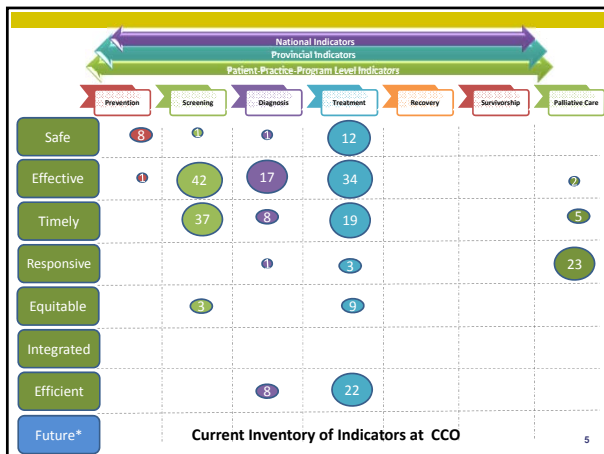 National Indicators
Provincial Indicators
Patient-Practice-Program Level Indicators
Prevention Screening Diagnosis Treatment Recovery Survivorship Palliative Care
Safe 8 1 1 12
Effective 1 42 17 34 2
Timely 37 8 19 5
Responsive 1 3 23
Equitable 3 9
Integrated
Efficient 8 22
Future*
Current Inventory of Indicators at CCO
5